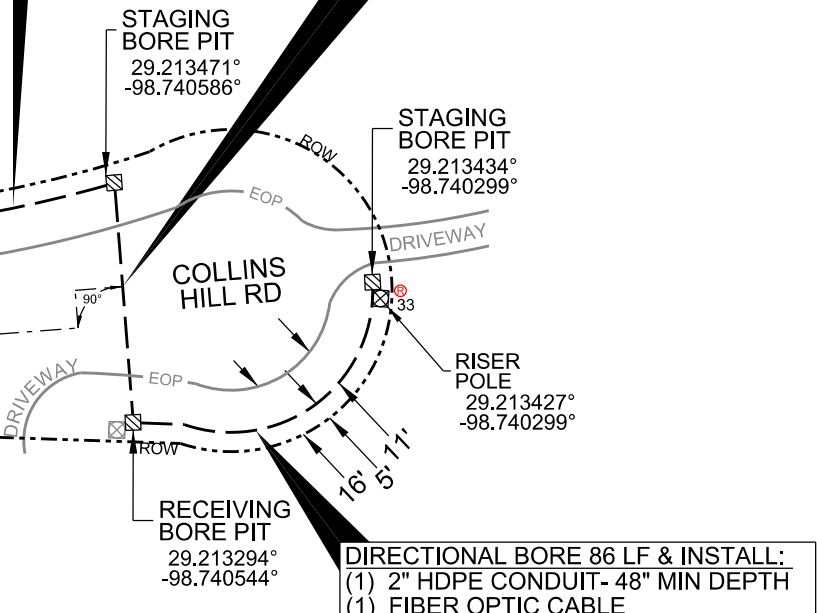 STAGING
BORE PIT
29.213471°
-98.740586°
ROW
STAGING
BORE PIT
29.213434°
-98.740299°
EOP
DRIVEWAY
COLLINS
HILL RD
90°
R
33
RISER
POLE
29.213427°
-98.740299°
DRIVEWAY
EOP
ROW
11'
5'
16'
RECEIVING
BORE PIT
29.213294°
-98.740544°
DIRECTIONAL BORE 86 LF & INSTALL:
(1) 2" HDPE CONDUIT- 48" MIN DEPTH
(1) FIBER OPTIC CABLE